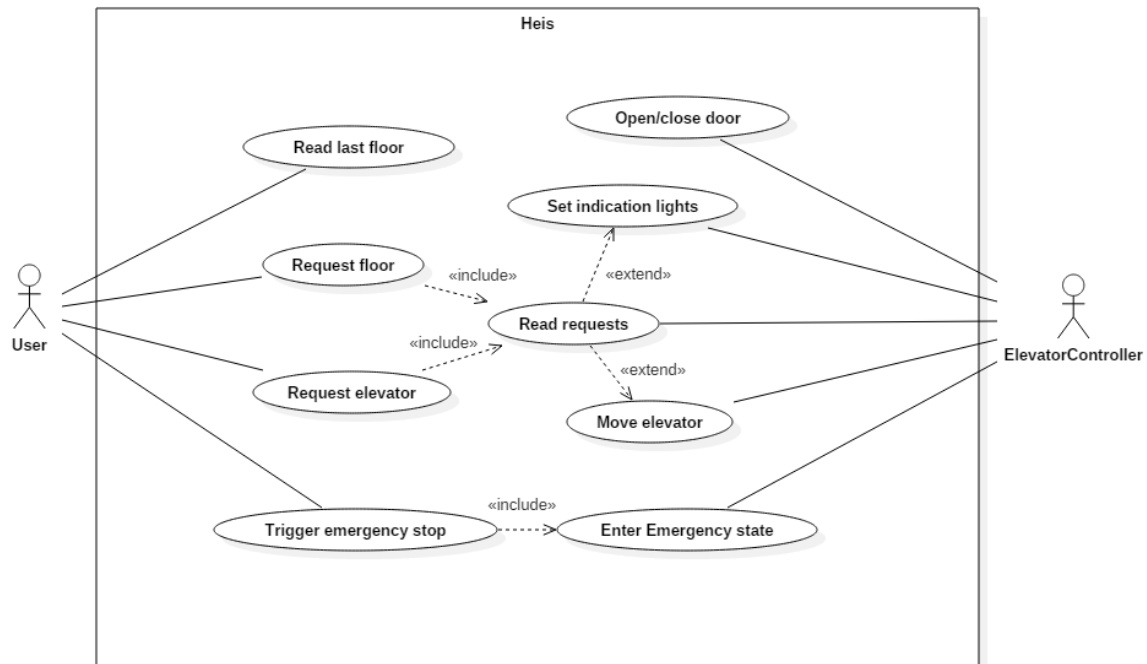 Heis
Open/close door
Read last floor
Set indication lights
Request floor
«include»
«extend»
Read requests
User
ElevatorController
«include»
«extend»
Request elevator
Move elevator
«include»
Trigger emergency stop
Enter Emergency state